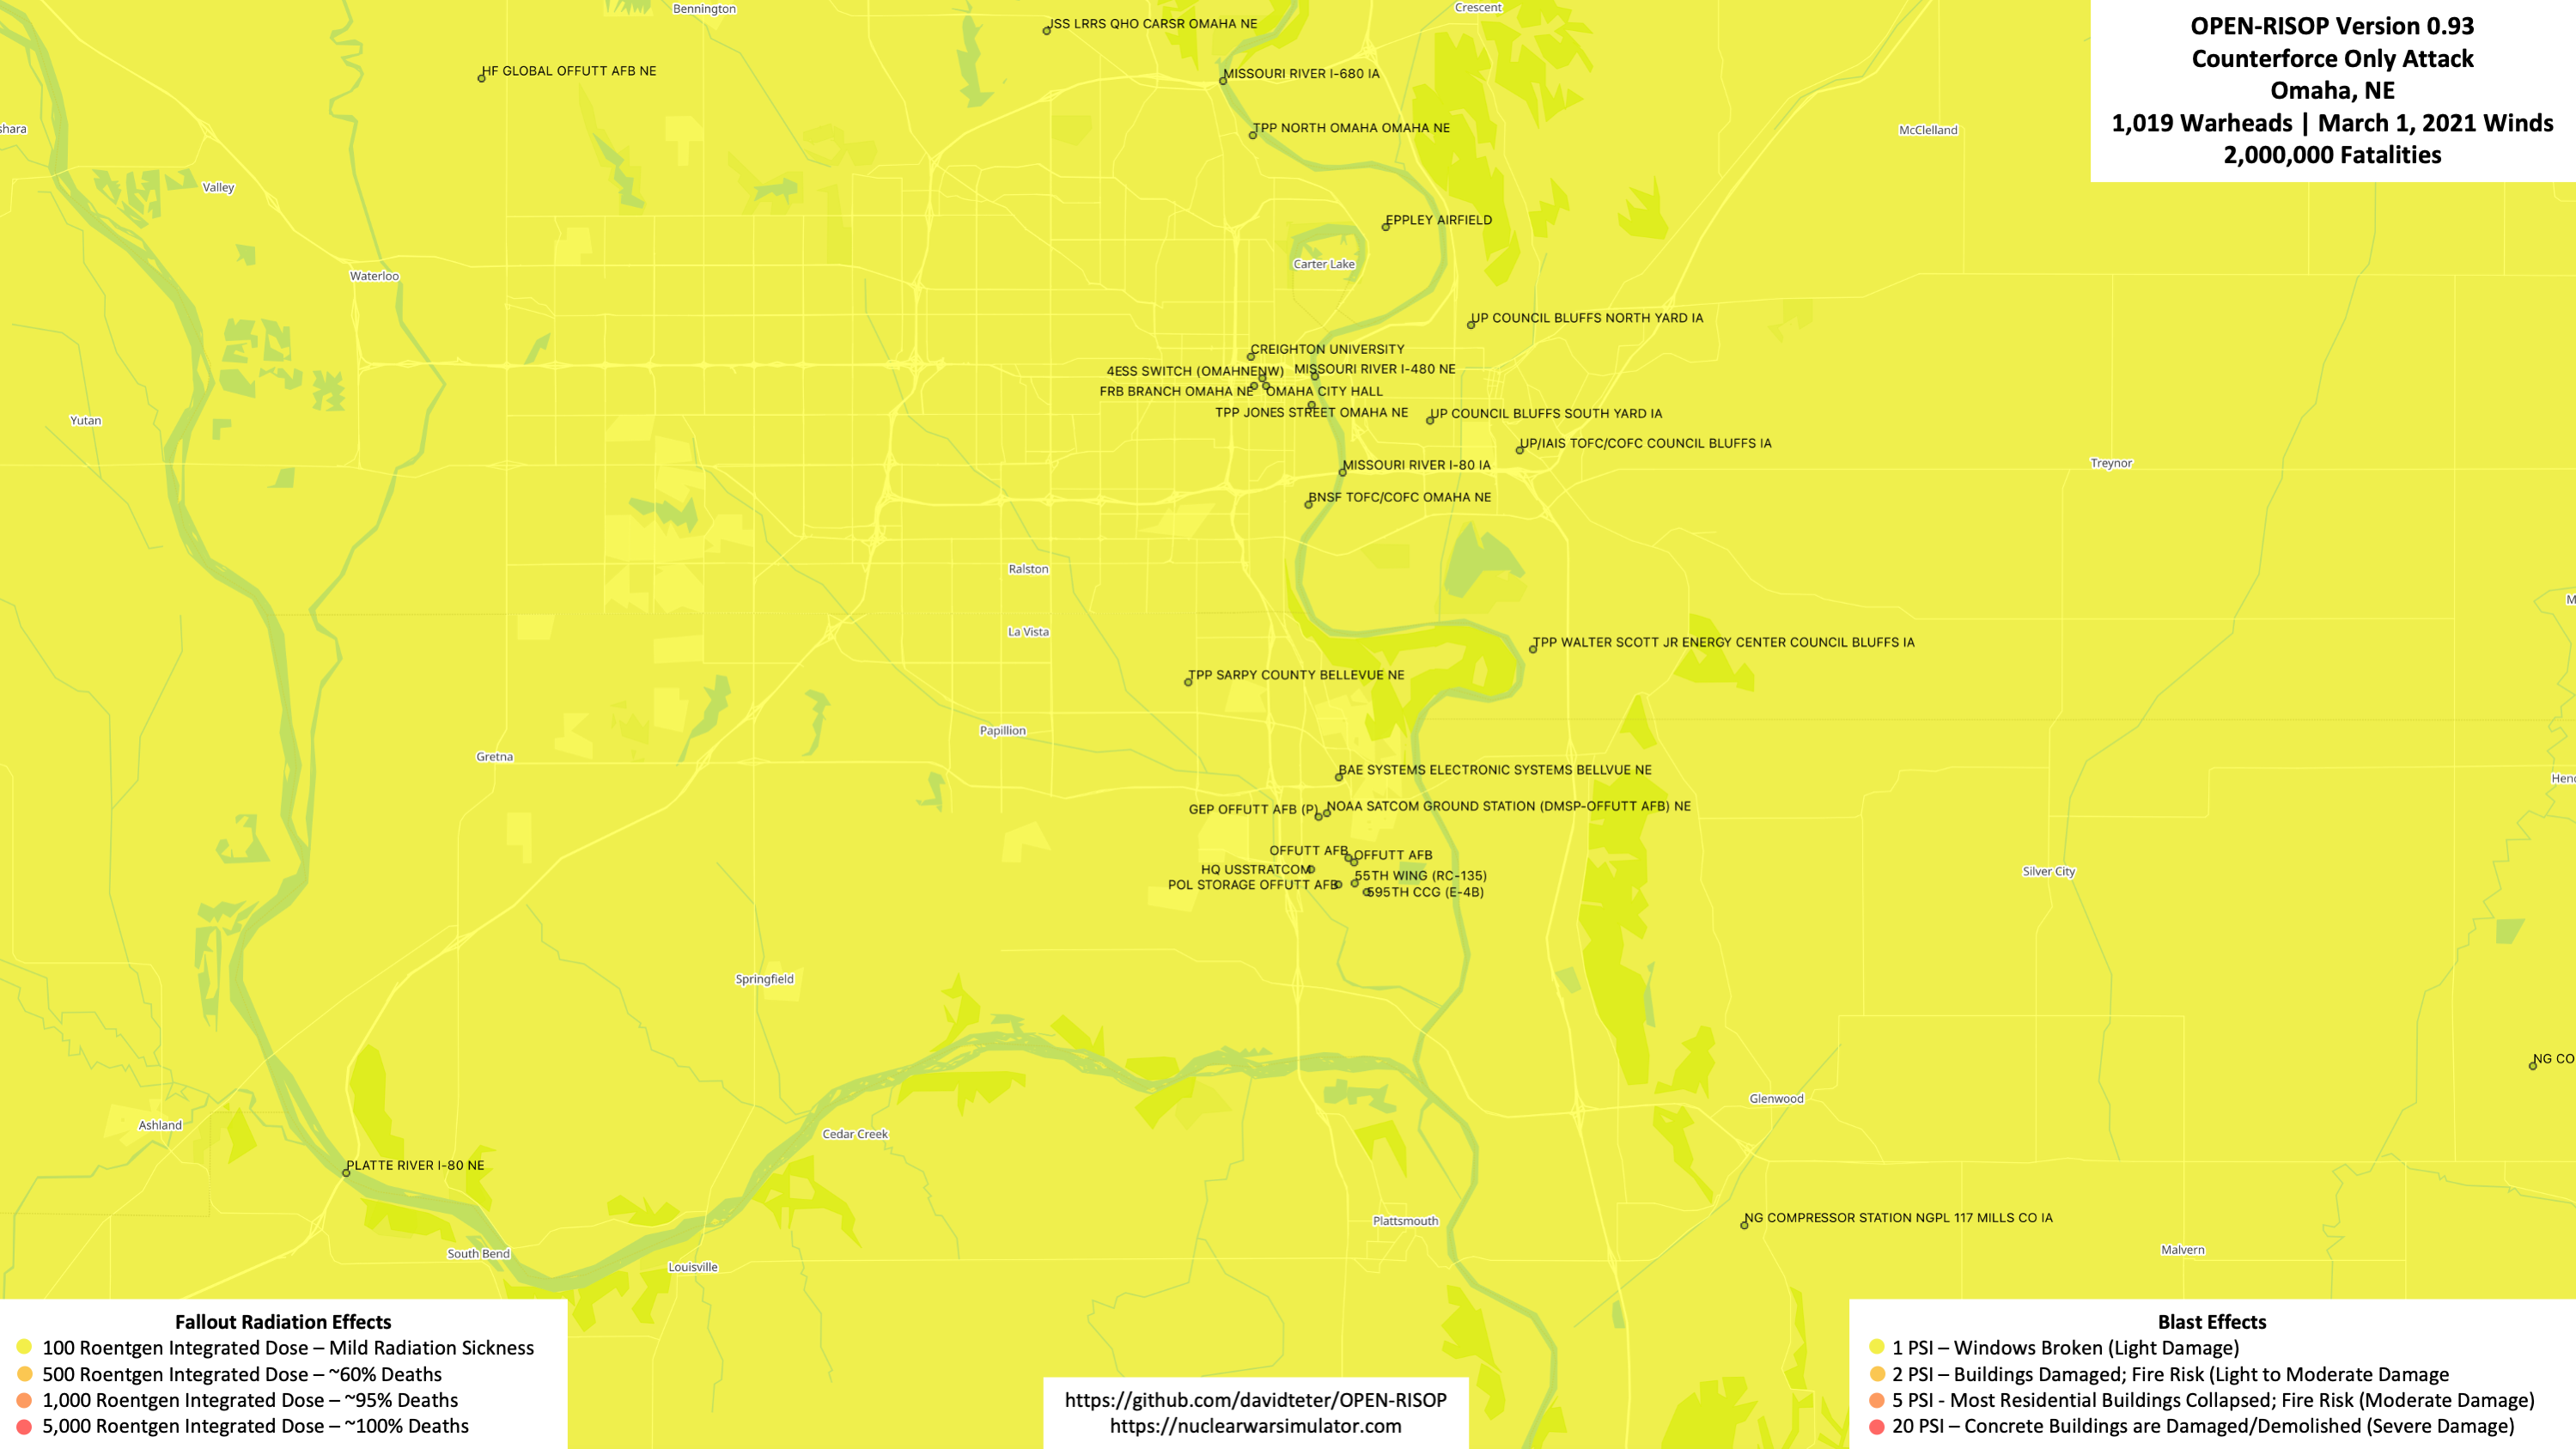 Bennington
Crescent
JSS LRRS QHO CARSR OMAHA NE
HF GLOBAL OFFUTT AFB NE
MISSOURI RIVER I-680 IA
OPEN-RISOP Version 0.93
Counterforce Only Attack
Omaha, NE
1,019 Warheads | March 1, 2021 Winds
2,000,000 Fatalities
shara
TPP NORTH OMAHA OMAHA NE
McClelland
Valley
EPPLEY AIRFIELD
Carter Lake
Waterloo
UP COUNCIL BLUFFS NORTH YARD IA
CREIGHTON UNIVERSITY
4ESS SWITCH (OMAHNENW)
MISSOURI RIVER I-480 NE
FRB BRANCH OMAHA NE
OMAHA CITY HALL
TPP JONES STREET OMAHA NE
UP COUNCIL BLUFFS SOUTH YARD IA
Yutan
UP/IAIS TOFC/COFC COUNCIL BLUFFS IA
MISSOURI RIVER I-80 IA
Treynor
BNSF TOFC/COFC OMAHA NE
Ralston
M
La Vista
TPP WALTER SCOTT JR ENERGY CENTER COUNCIL BLUFFS IA
TPP SARPY COUNTY BELLEVUE NE
Papillion
Gretna
BAE SYSTEMS ELECTRONIC SYSTEMS BELLVUE NE
Hend
GEP OFFUTT AFB (P)
NOAA SATCOM GROUND STATION (DMSP-OFFUTT AFB) NE
OFFUTT AFB
OFFUTT AFB
HQ USSTRATCOM
55TH WING (RC-135)
POL STORAGE OFFUTT AFB
595TH CCG (E-4B)
Silver City
Springfield
NG CO
Glenwood
Ashland
Cedar Creek
PLATTE RIVER I-80 NE
NG COMPRESSOR STATION NGPL 117 MILLS CO IA
Plattsmouth
South Bend
Malvern
Louisville
Fallout Radiation Effects
100 Roentgen Integrated Dose – Mild Radiation Sickness
500 Roentgen Integrated Dose – ~60% Deaths
1,000 Roentgen Integrated Dose – ~95% Deaths
5,000 Roentgen Integrated Dose – ~100% Deaths
https://github.com/davidteter/OPEN-RISOP
https://nuclearwarsimulator.com
Blast Effects
1 PSI – Windows Broken (Light Damage)
2 PSI – Buildings Damaged; Fire Risk (Light to Moderate Damage
5 PSI - Most Residential Buildings Collapsed; Fire Risk (Moderate Damage)
20 PSI – Concrete Buildings are Damaged/Demolished (Severe Damage)